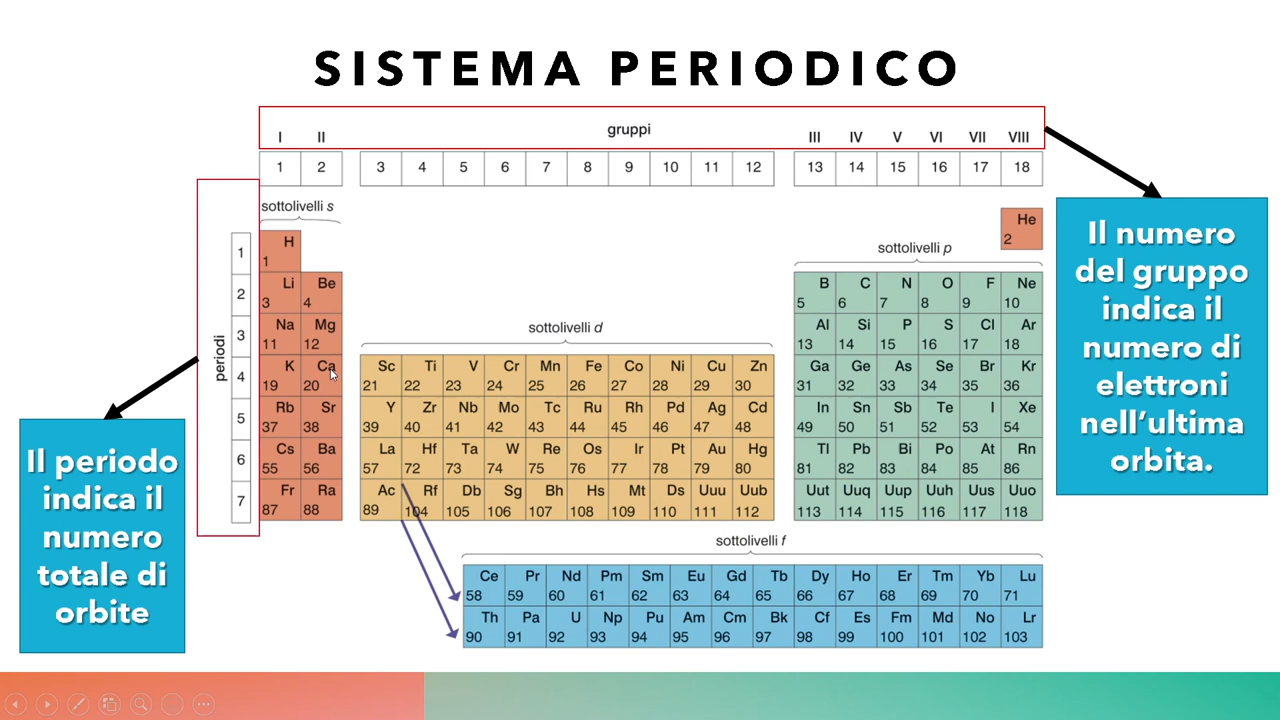 SISTEMA PERIODICO
gruppi
I II III IV V VI VII VIII
1 2 3 4 5 6 7 8 9 10 11 12 13 14 15 16 17 18
sottolivelli s
He
2
sottolivelli p
1
H
1
2
Li Be B C N O F Ne
3 4 5 6 7 8 9 10
sottolivelli d
3
Na Mg Al Si P S Cl Ar
11 12 13 14 15 16 17 18
periodi
4
K Ca Sc Ti V Cr Mn Fe Co Ni Cu Zn Ga Ge As Se Br Kr
19 20 21 22 23 24 25 26 27 28 29 30 31 32 33 34 35 36
5
Rb Sr Y Zr Nb Mo Tc Ru Rh Pd Ag Cd In Sn Sb Te I Xe
37 38 39 40 41 42 43 44 45 46 47 48 49 50 51 52 53 54
6
Cs Ba La Hf Ta W Re Os Ir Pt Au Hg Tl Pb Bi Po At Rn
55 56 57 72 73 74 75 76 77 78 79 80 81 82 83 84 85 86
7
Fr Ra Ac Rf Db Sg Bh Hs Mt Ds Uuu Uub Uut Uuq Uup Uuh Uus Uuo
87 88 89 104 105 106 107 108 109 110 111 112 113 114 115 116 117 118
sottolivelli f
Ce Pr Nd Pm Sm Eu Gd Tb Dy Ho Er Tm Yb Lu
58 59 60 61 62 63 64 65 66 67 68 69 70 71
Th Pa U Np Pu Am Cm Bk Cf Es Fm Md No Lr
90 91 92 93 94 95 96 97 98 99 100 101 102 103
Il periodo
indica il
numero
totale di
orbite
Il numero
del gruppo
indica il
numero di
elettroni
nell’ultima
orbita.